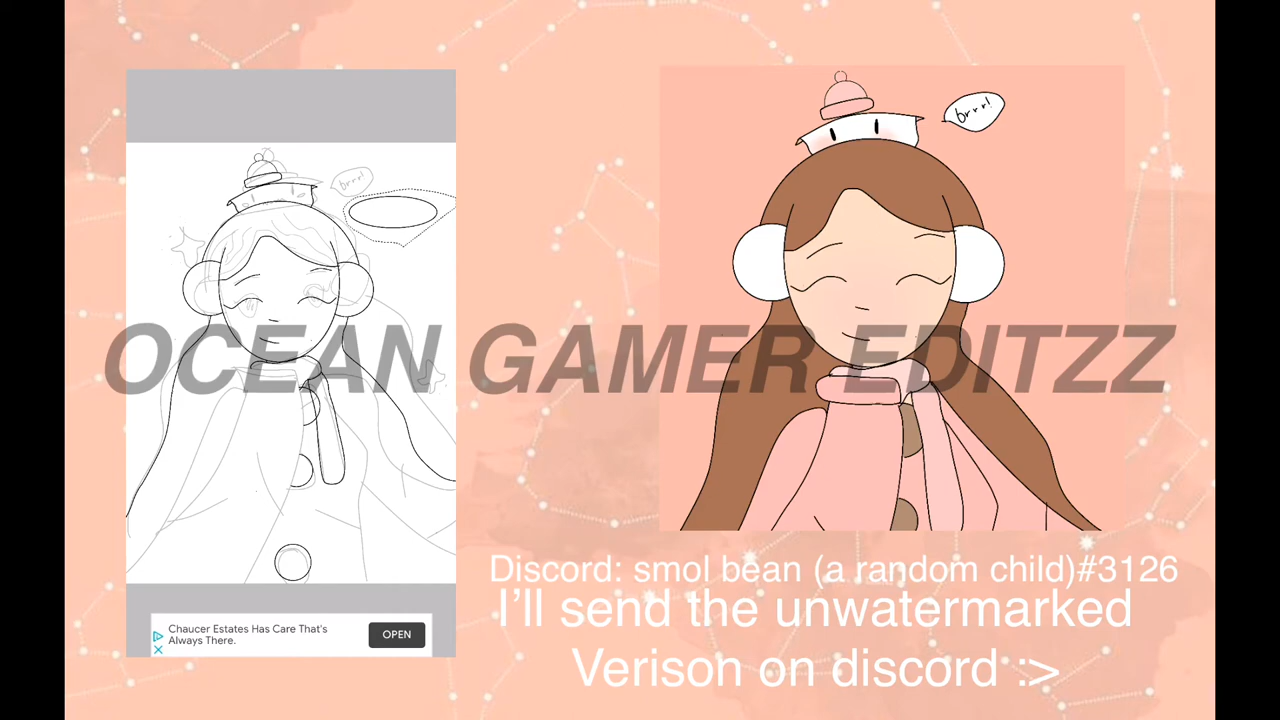 brrr!
brrr!
OCEAN GAMER EDITZZ
Discord: smol bean (a random child)#3126
I'll send the unwatermarked
Verison on discord :>
Chaucer Estates Has Care That's
Always There.
OPEN